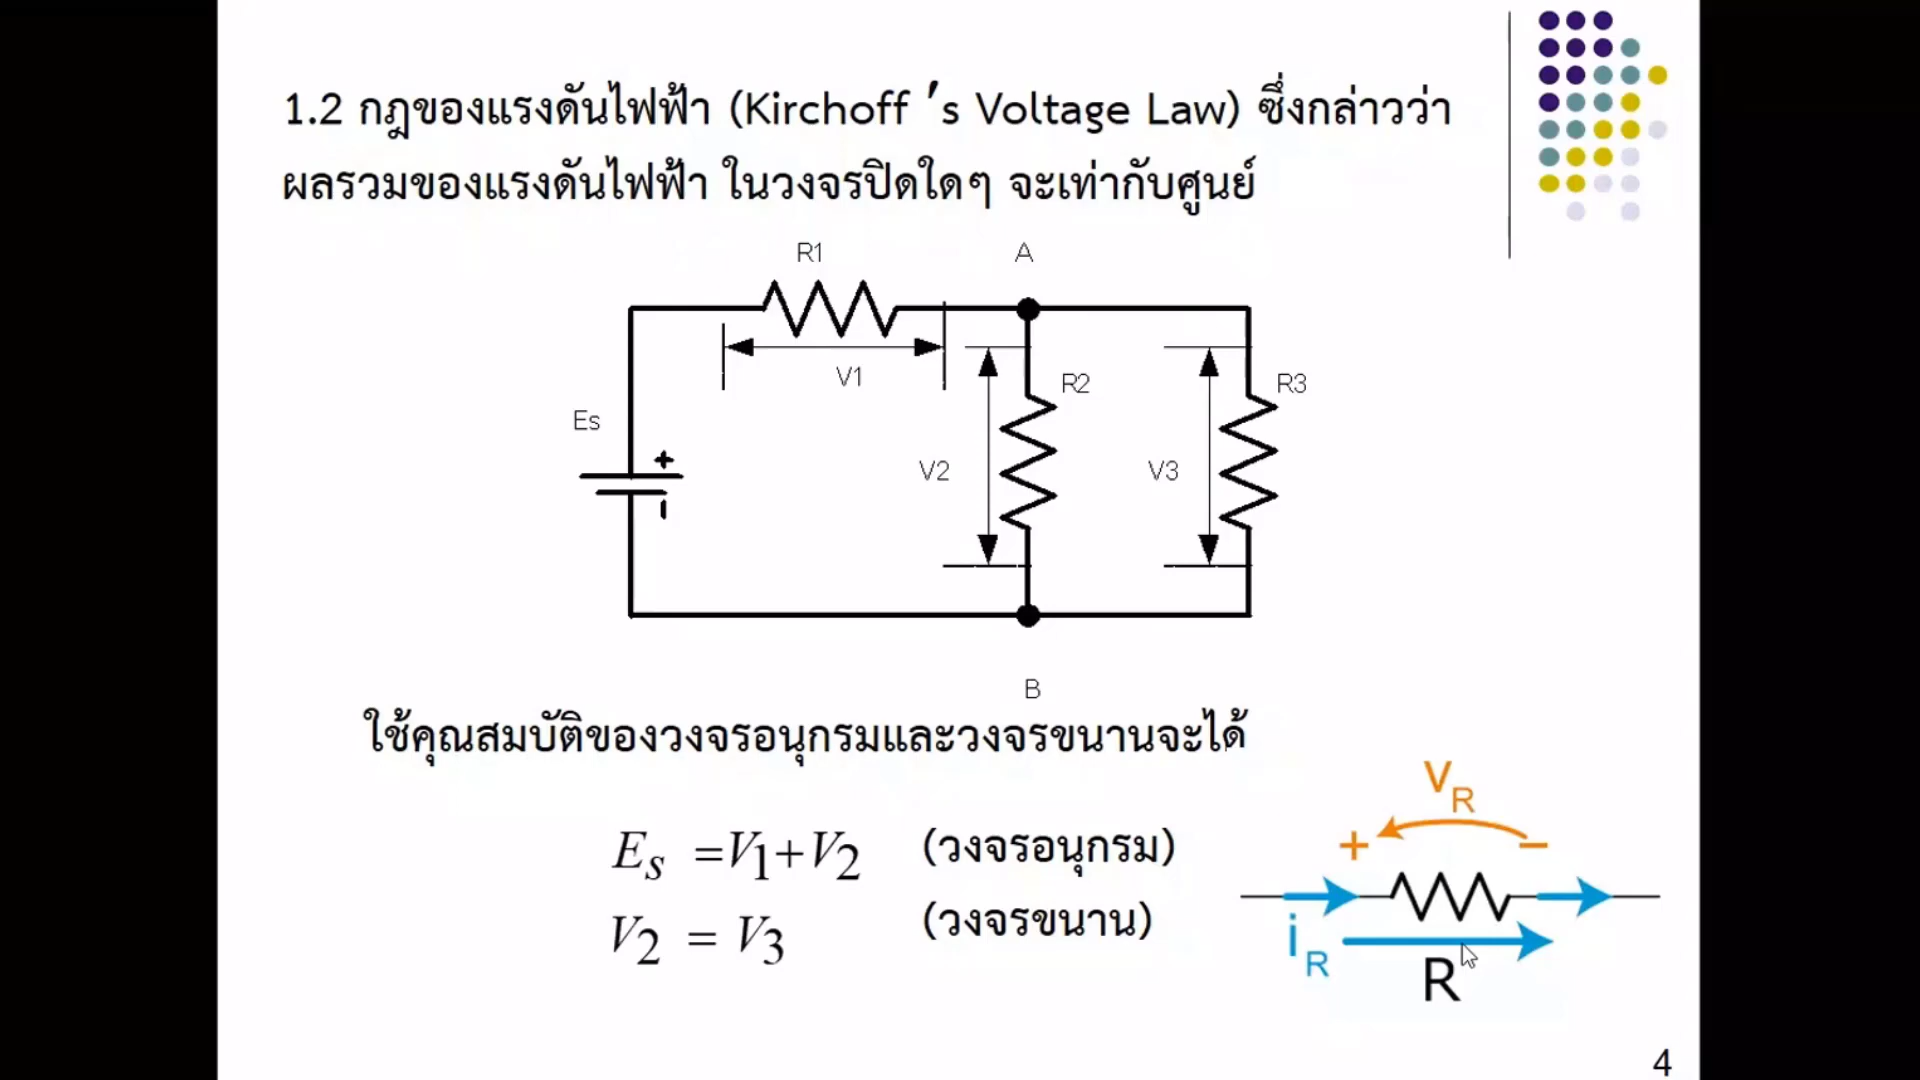 1.2 กฎของแรงดันไฟฟ้า (Kirchoff ’s Voltage Law) ซึ่งกล่าวว่า
ผลรวมของแรงดันไฟฟ้า ในวงจรปิดใดๆ จะเท่ากับศูนย์
R1
A
V1
R2
R3
Es
+
V2
V3
B
ใช้คุณสมบัติของวงจรอนุกรมและวงจรขนานจะได้
Es =V1+V2 (วงจรอนุกรม)
V2 = V3 (วงจรขนาน)
VR
+ −
iR
R
4